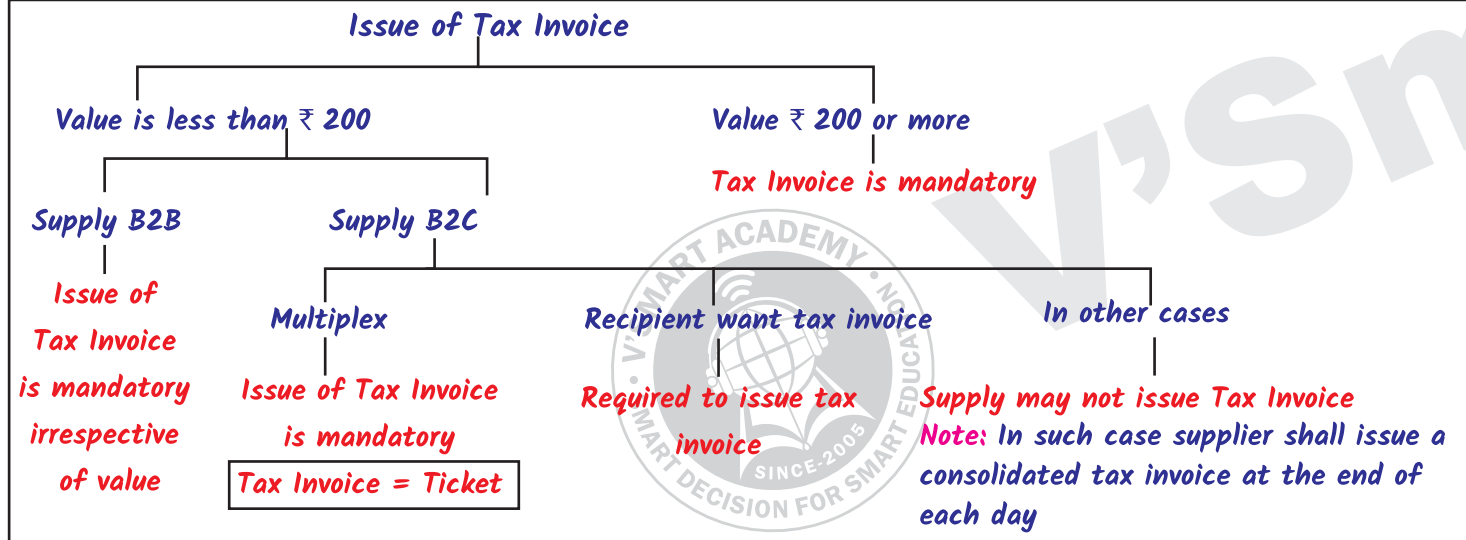 Issue of Tax Invoice
Value is less than ₹ 200
Value ₹ 200 or more
Tax Invoice is mandatory
Supply B2B
Supply B2C
Issue of
Tax Invoice
is mandatory
irrespective
of value
Multiplex
Issue of Tax Invoice
is mandatory
Tax Invoice = Ticket
Recipient want tax invoice
Required to issue tax
invoice
In other cases
Supply may not issue Tax Invoice
Note: In such case supplier shall issue a
consolidated tax invoice at the end of
each day
V'SMART ACADEMY
SMART DECISION FOR SMART EDUCATION
SINCE-2005
V'Sm